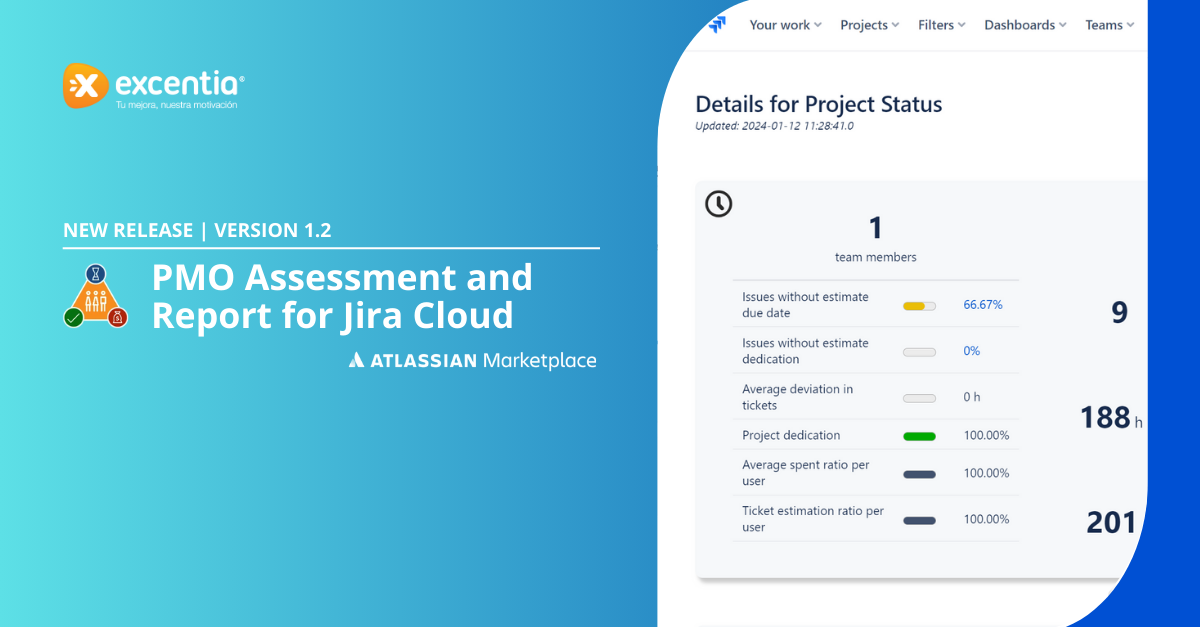 excentia®
Tu mejora, nuestra motivación
NEW RELEASE | VERSION 1.2
PMO Assessment and
Report for Jira Cloud
ATLASSIAN Marketplace
Your work Projects Filters Dashboards Teams
Details for Project Status
Updated: 2024-01-12 11:28:41.0
1
team members
Issues without estimate
due date
66.67%
Issues without estimate
dedication
0%
Average deviation in
tickets
0 h
Project dedication
100.00%
Average spent ratio per
user
100.00%
Ticket estimation ratio per
user
100.00%
9
188 h
201